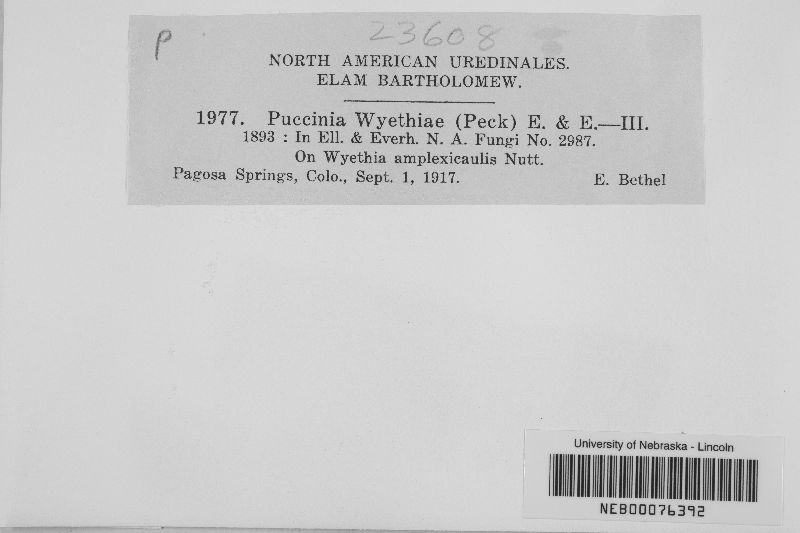 P
23608
NORTH AMERICAN UREDINALES.
ELAM BARTHOLOMEW.
1977. Puccinia Wyethiae (Peck) E. & E.—III.
1893 : In Ell. & Everh. N. A. Fungi No. 2987.
On Wyethia amplexicaulis Nutt.
Pagosa Springs, Colo., Sept. 1, 1917. E. Bethel
University of Nebraska - Lincoln
NEB00076392